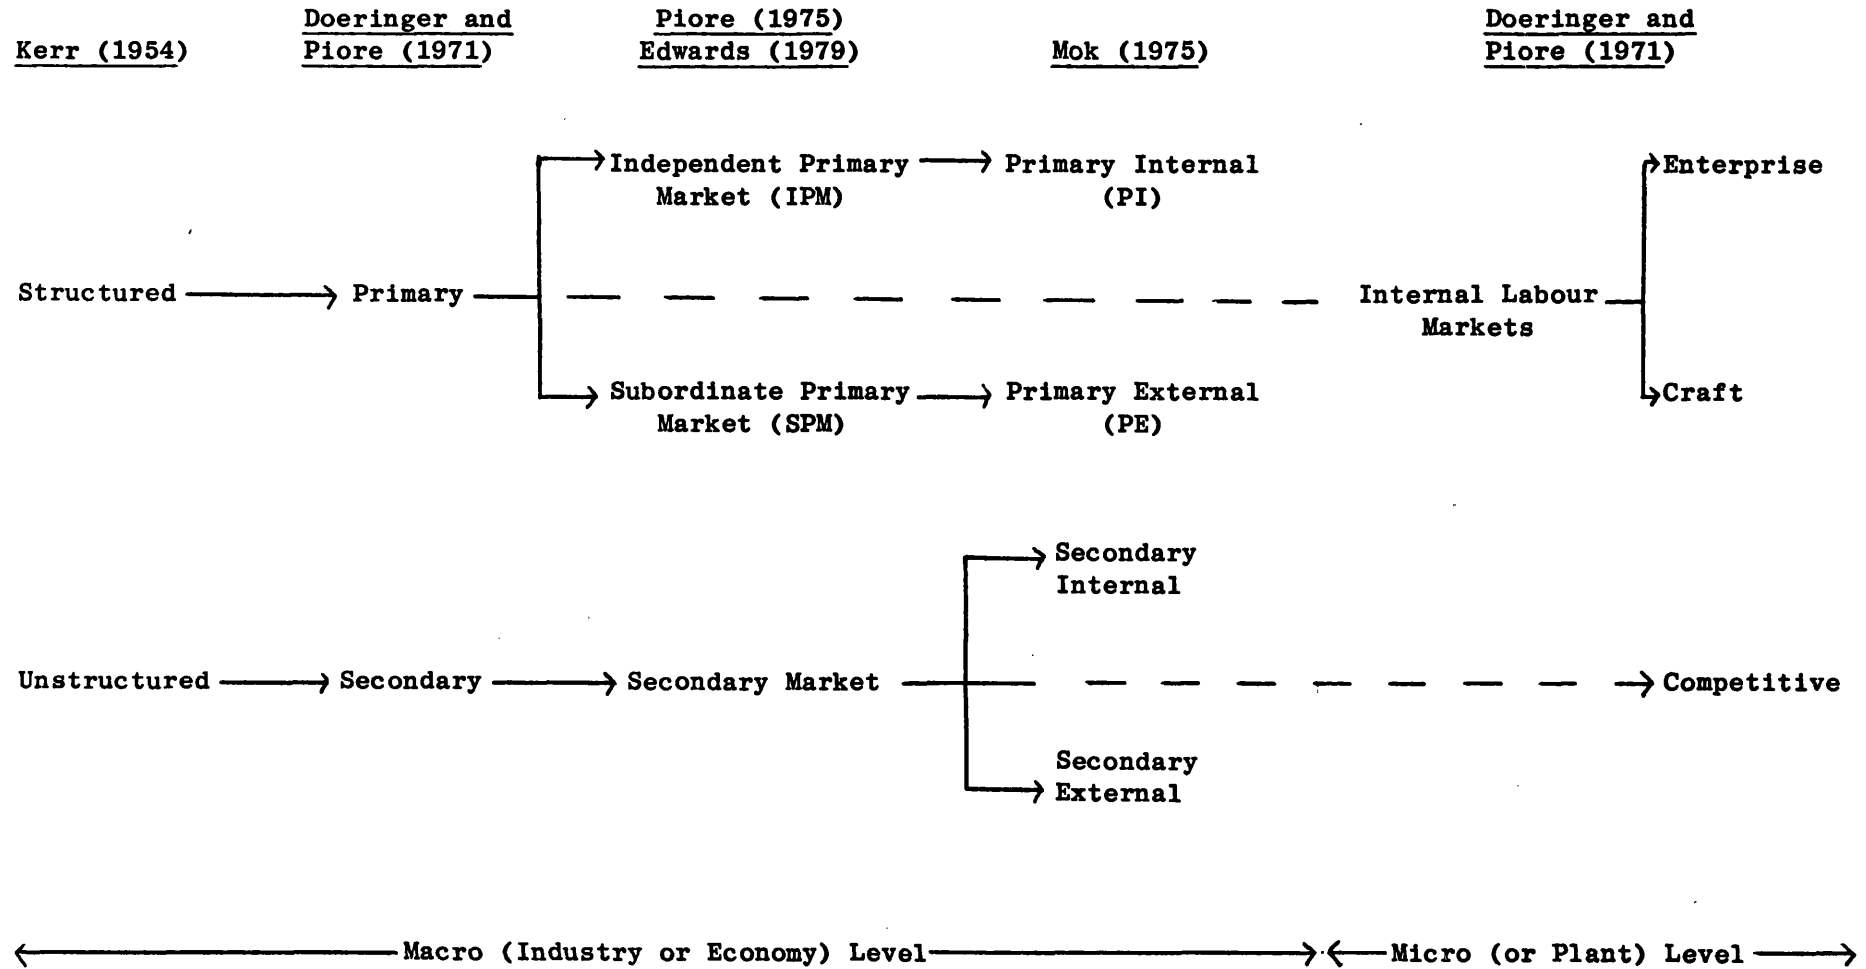 Kerr (1954)
Doeringer and
Piore (1971)
Piore (1975)
Edwards (1979)
Mok (1975)
Doeringer and
Piore (1971)
Independent Primary
Market (IPM)
Primary Internal
(PI)
Enterprise
Structured
Primary
Internal Labour
Markets
Subordinate Primary
Market (SPM)
Primary External
(PE)
Craft
Secondary
Internal
Unstructured
Secondary
Secondary Market
Competitive
Secondary
External
Macro (Industry or Economy) Level
Micro (or Plant) Level